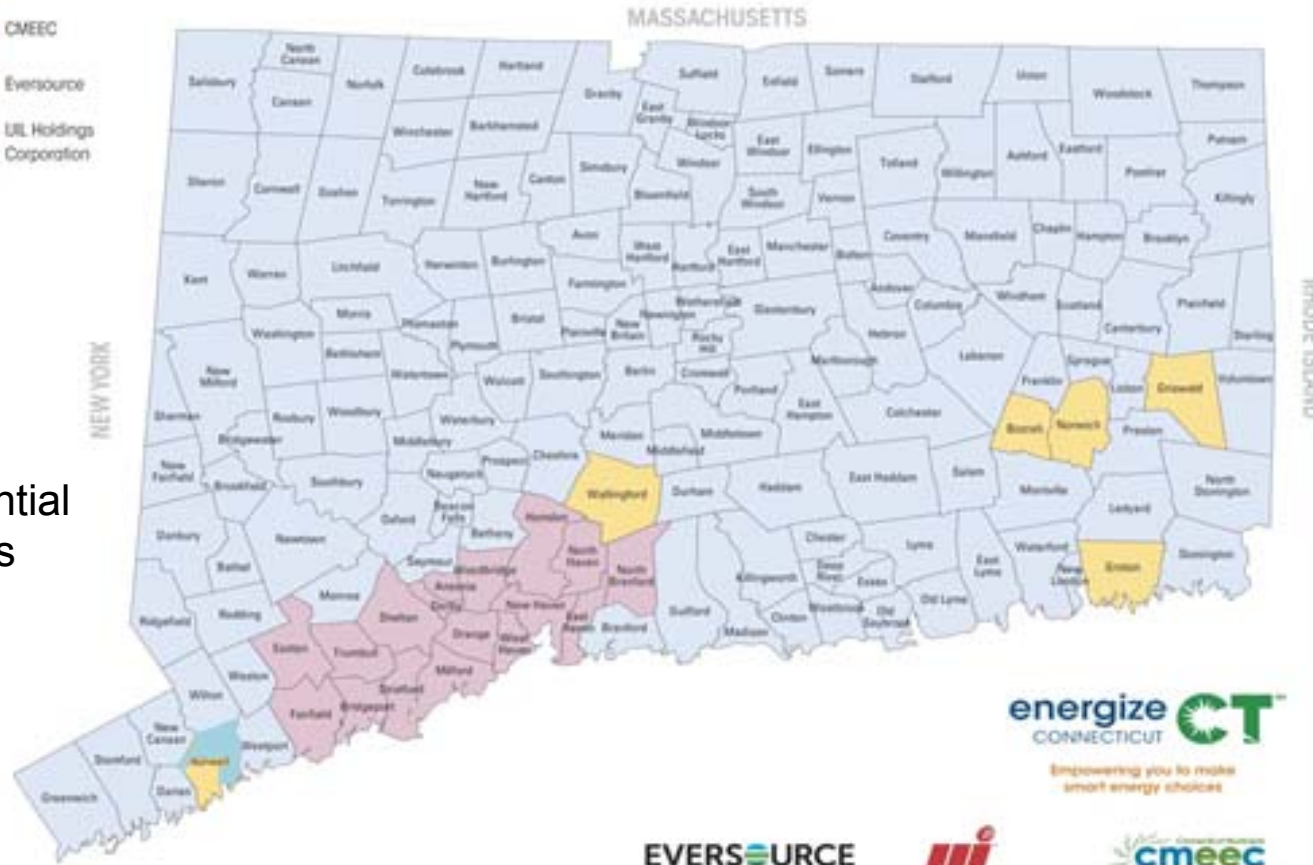 MASSACHUSETTS
CMEEC
Eversource
UIL Holdings
Corporation
NEW YORK
ntial
s
Salisbury
North
Canaan
Canaan
Norfolk
Colebrook
Hartland
Granby
Suffield
East
Granby
Windsor
Locks
Enfield
Somers
Stafford
Union
Woodstock
Thompson
Putnam
Winchester
Barkhamsted
Simsbury
Windsor
East
Windsor
Ellington
Tolland
Willington
Ashford
Eastford
Pomfret
Killingly
Sharon
Cornwall
Goshen
Torrington
New
Hartford
Canton
Bloomfield
South
Windsor
Vernon
Kent
Warren
Litchfield
Harwinton
Burlington
Avon
West
Hartford
Hartford
East
Hartford
Manchester
Bolton
Coventry
Mansfield
Chaplin
Hampton
Brooklyn
Washington
Morris
Thomaston
Bristol
Farmington
Plainville
New
Britain
Newington
Wethersfield
Rocky
Hill
Glastonbury
Andover
Columbia
Hebron
Windham
Scotland
Canterbury
Plainfield
Sterling
New
Milford
Bethlehem
Watertown
Plymouth
Wolcott
Southington
Berlin
Cromwell
Portland
Marlborough
Lebanon
Franklin
Sprague
Lisbon
Griswold
Voluntown
Sherman
Bridgewater
Roxbury
Woodbury
Middlebury
Waterbury
Meriden
Middlefield
Middletown
East
Hampton
Colchester
Bozrah
Norwich
Preston
New
Fairfield
Brookfield
Southbury
Naugatuck
Prospect
Cheshire
Wallingford
Durham
Haddam
East Haddam
Salem
Montville
Ledyard
North
Stonington
Danbury
Bethel
Newtown
Oxford
Beacon
Falls
Bethany
Hamden
North
Haven
North
Branford
Chester
Deep
River
Lyme
East
Lyme
Waterford
New
London
Groton
Stonington
Seymour
Woodbridge
Ansonia
Derby
Ridgefield
Redding
Monroe
Shelton
Orange
New Haven
West
Haven
East
Haven
Branford
Guilford
Madison
Killingworth
Clinton
Westbrook
Essex
Old
Saybrook
Old Lyme
Easton
Trumbull
Milford
Stratford
Bridgeport
Fairfield
Weston
Wilton
New
Canaan
Norwalk
Westport
Darien
Stamford
Greenwich
energize CT
CONNECTICUT
Empowering you to make
smart energy choices
EVERSOURCE
cmeec